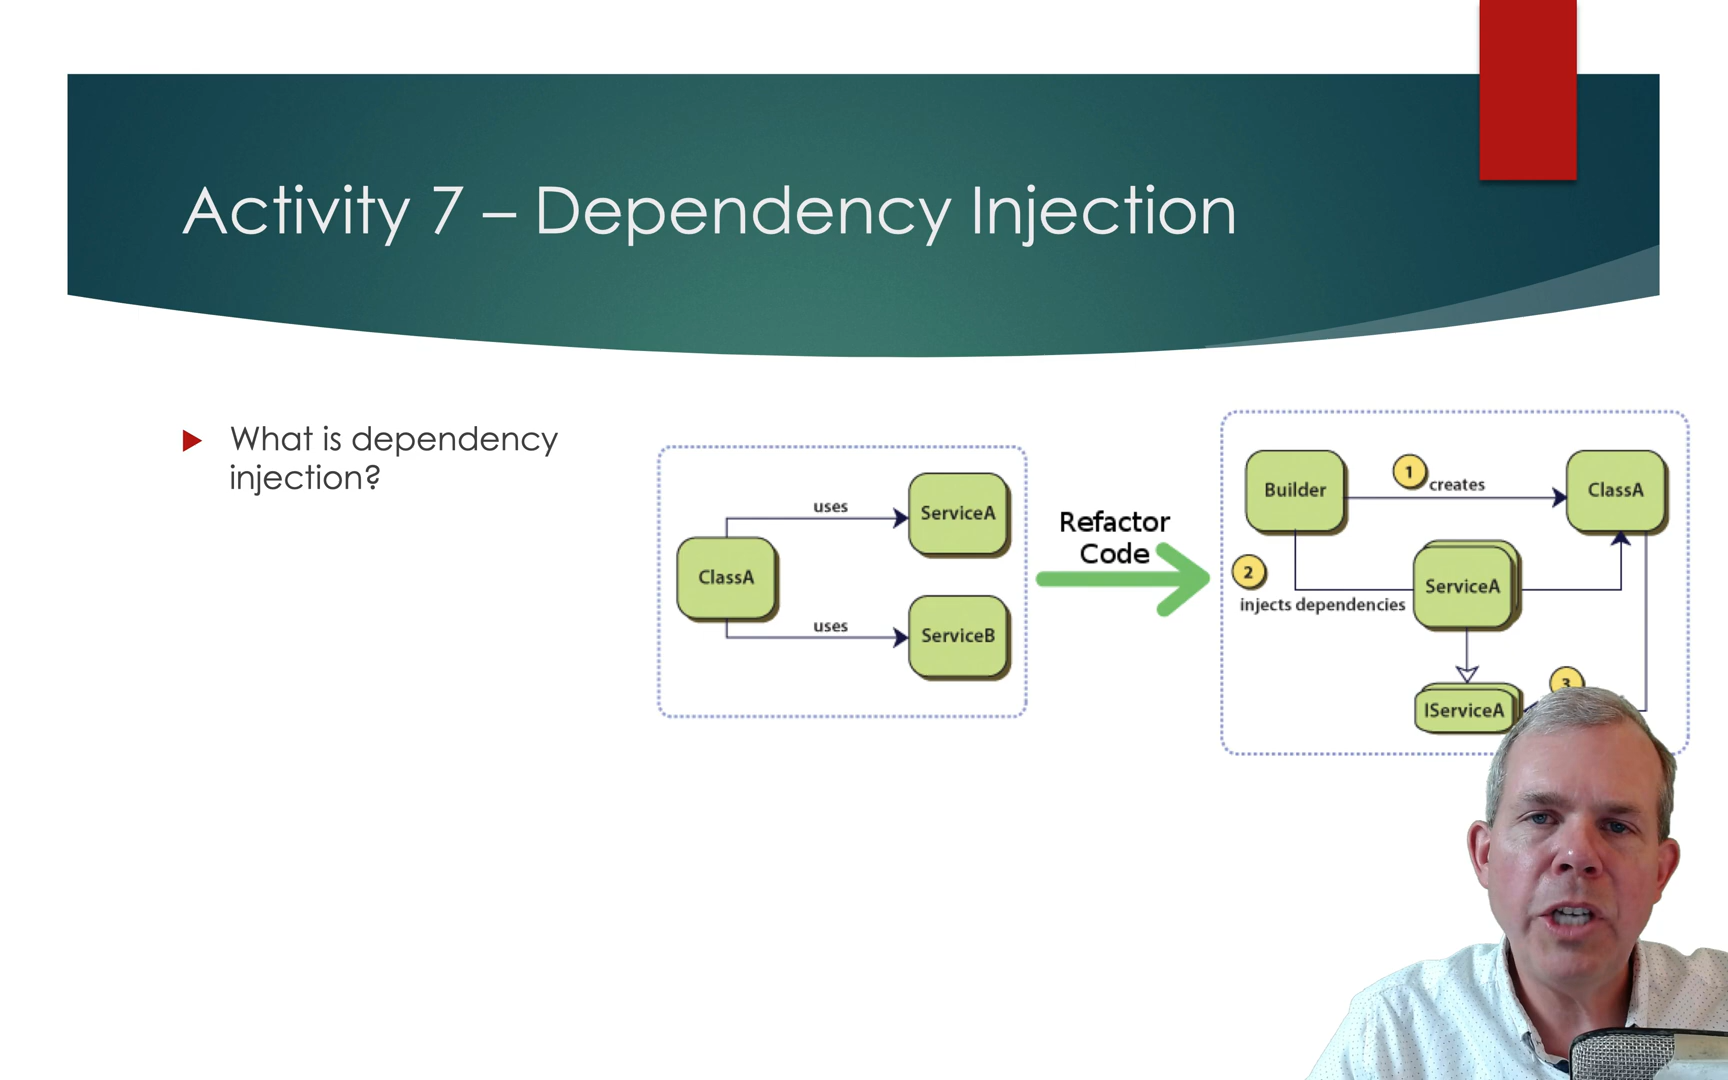 Activity 7 – Dependency Injection
What is dependency
injection?
ClassA
uses
ServiceA
uses
ServiceB
Refactor
Code
Builder
1
creates
ClassA
2
injects dependencies
ServiceA
3
IServiceA